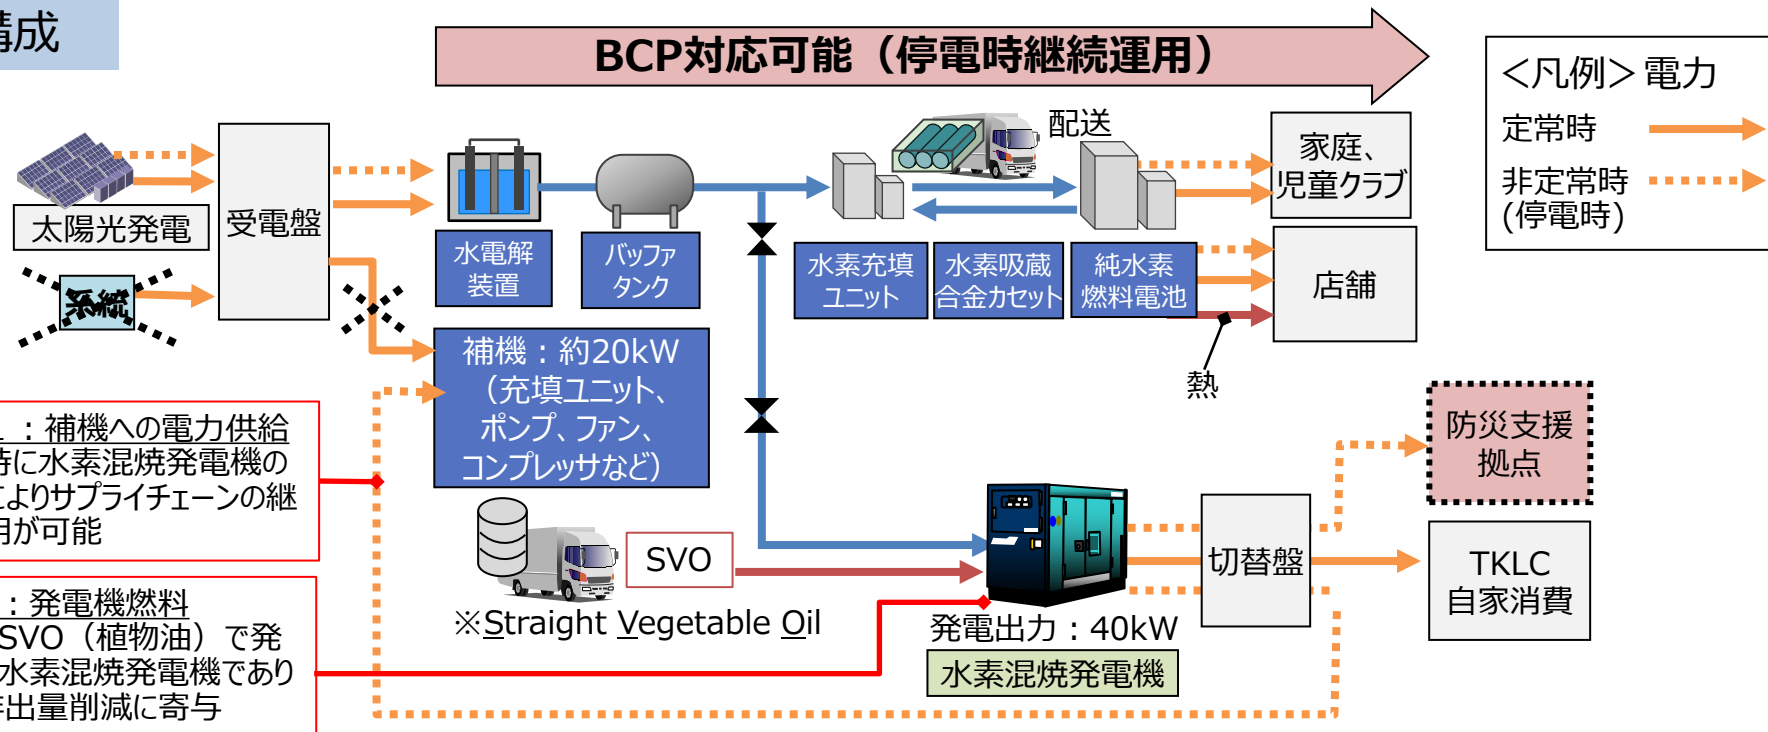 構成
BCP対応可能（停電時継続運用）
＜凡例＞電力
定常時
非定常時
(停電時)
太陽光発電
系統
受電盤
水電解
装置
バッファ
タンク
配送
水素充填
ユニット
水素吸蔵
合金カセット
純水素
燃料電池
家庭、
児童クラブ
店舗
熱
補機：約20kW
（充填ユニット、
ポンプ、ファン、
コンプレッサなど）
：補機への電力供給
時に水素混焼発電機の
によりサプライチェーンの継
用が可能
：発電機燃料
SVO（植物油）で発
水素混焼発電機であり
排出量削減に寄与
SVO
※Straight Vegetable Oil
発電出力：40kW
水素混焼発電機
切替盤
防災支援
拠点
TKLC
自家消費